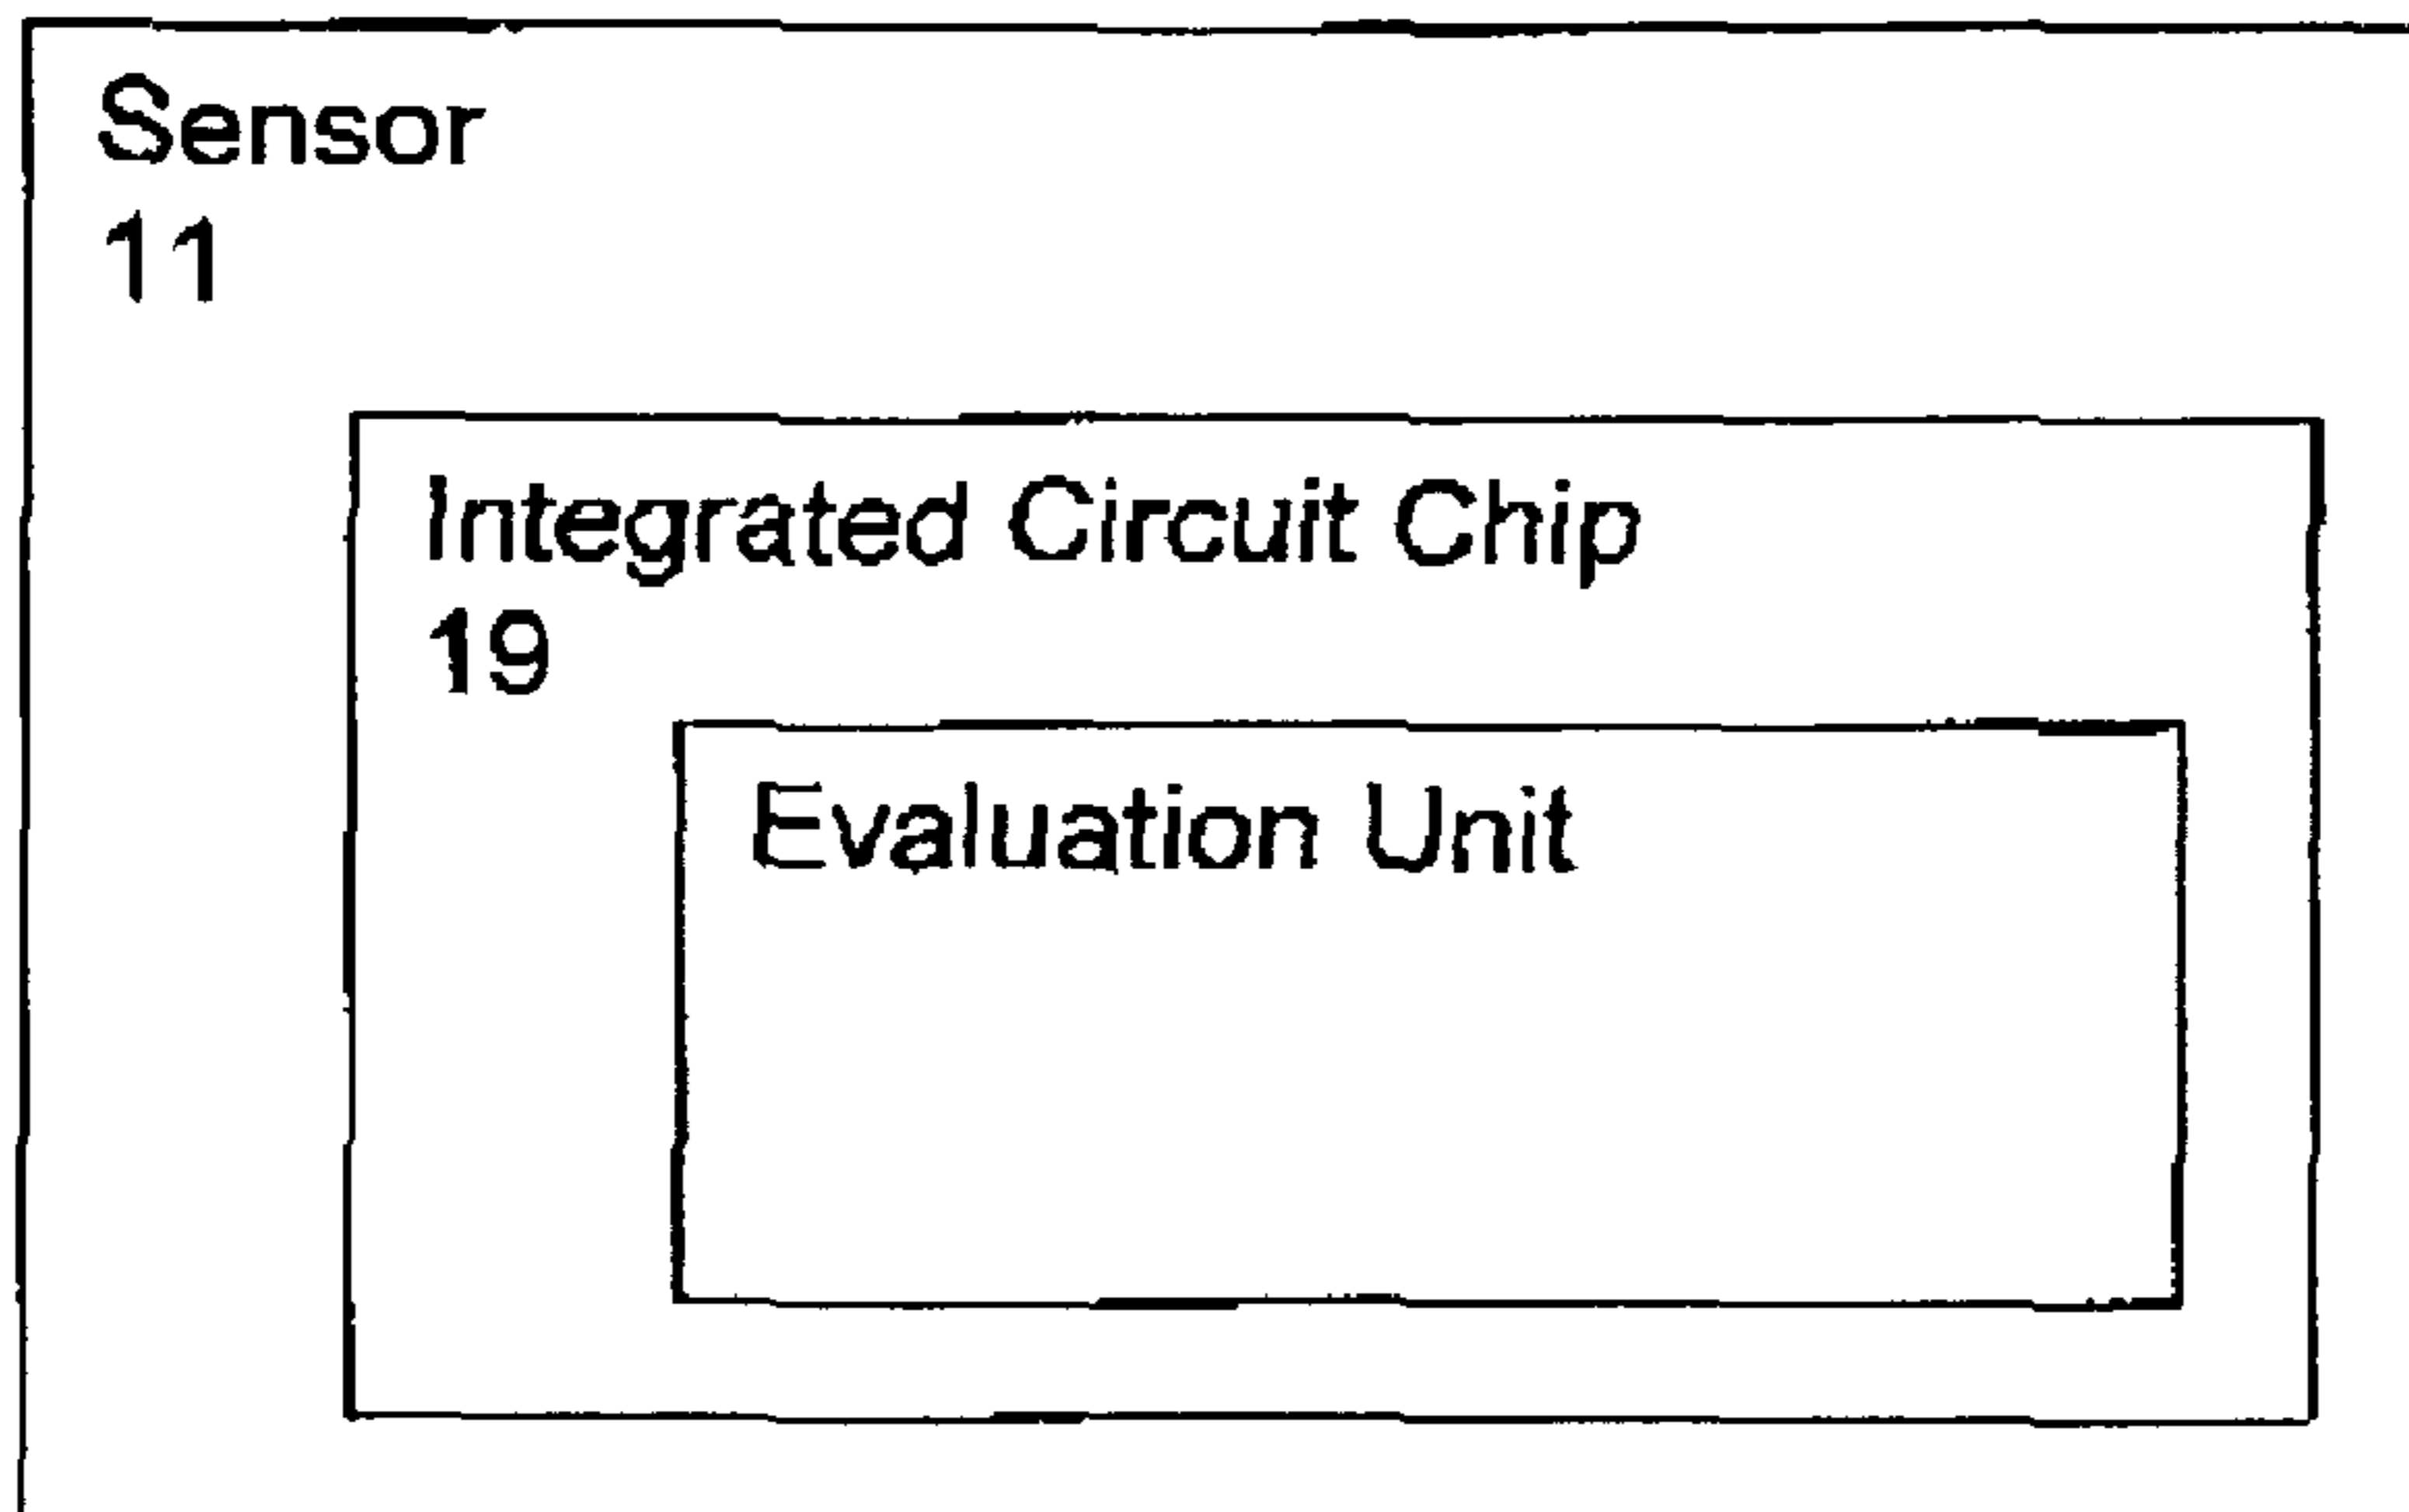 Sensor
11
Integrated Circuit Chip
19
Evaluation Unit